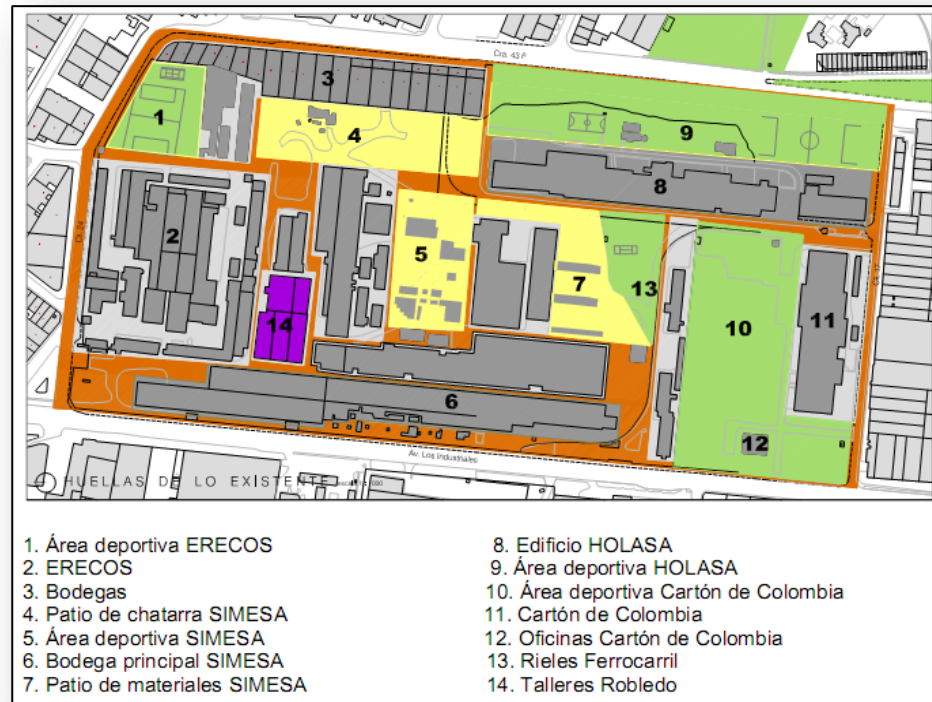 Cra. 43 F
3
1
4
9
8
Cll. 24
2
5
7
13
14
10
11
Cll. 17
6
12
Av. Los Industriales
HUELLAS DE LO EXISTENTE
1. Área deportiva ERECOS
2. ERECOS
3. Bodegas
4. Patio de chatarra SIMESA
5. Área deportiva SIMESA
6. Bodega principal SIMESA
7. Patio de materiales SIMESA
8. Edificio HOLASA
9. Área deportiva HOLASA
10. Área deportiva Cartón de Colombia
11. Cartón de Colombia
12. Oficinas Cartón de Colombia
13. Rieles Ferrocarril
14. Talleres Robledo